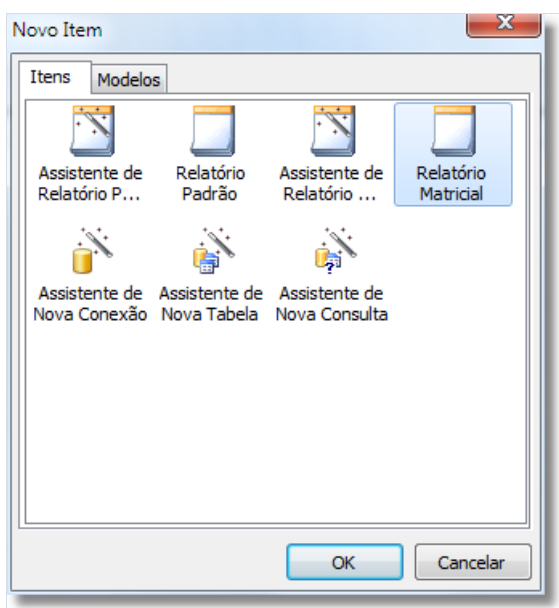 Novo Item
Itens Modelos
Assistente de Relatório Assistente de Relatório
Relatório P... Padrão Relatório ... Matricial
Assistente de Assistente de Assistente de
Nova Conexão Nova Tabela Nova Consulta
OK Cancelar